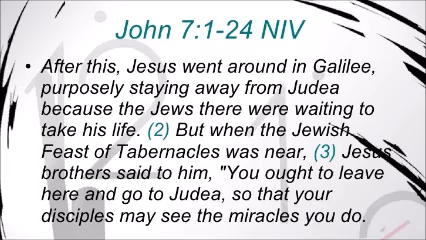 John 7:1-24 NIV
• After this, Jesus went around in Galilee,
purposely staying away from Judea
because the Jews there were waiting to
take his life. (2) But when the Jewish
Feast of Tabernacles was near, (3) Jesus'
brothers said to him, "You ought to leave
here and go to Judea, so that your
disciples may see the miracles you do.